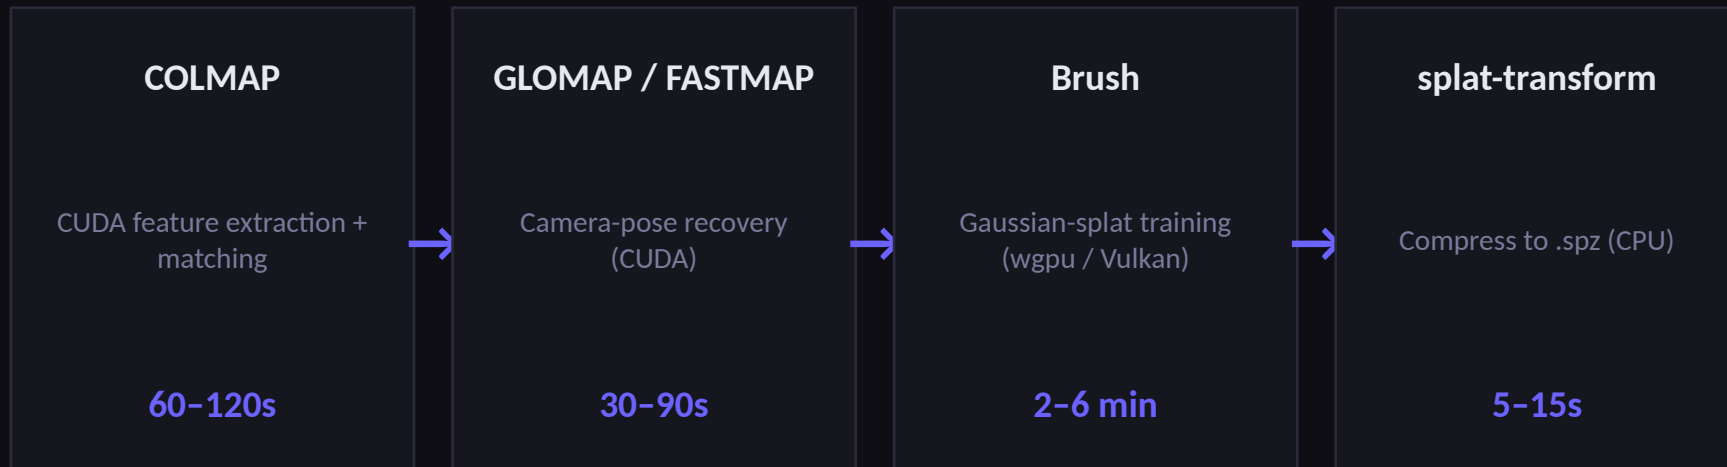 COLMAP
CUDA feature extraction +
matching
60–120s
GLOMAP / FASTMAP
Camera-pose recovery
(CUDA)
30–90s
Brush
Gaussian-splat training
(wgpu / Vulkan)
2–6 min
splat-transform
Compress to .spz (CPU)
5–15s